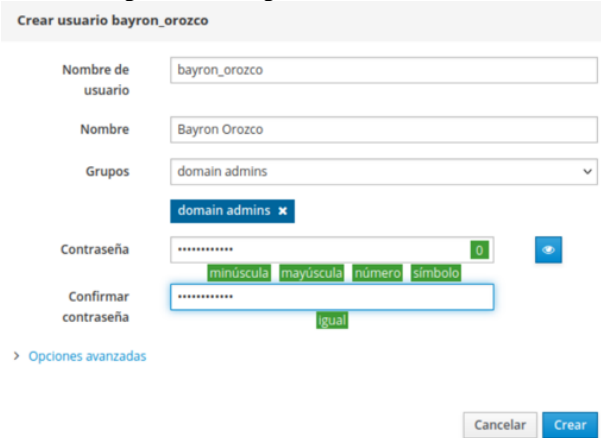 Crear usuario bayron_orozco
Nombre de usuario bayron_orozco
Nombre Bayron Orozco
Grupos domain admins
domain admins ×
Contraseña •••••••••••• 0
minúscula mayúscula número símbolo
Confirmar contraseña ••••••••••••
igual
> Opciones avanzadas
Cancelar Crear